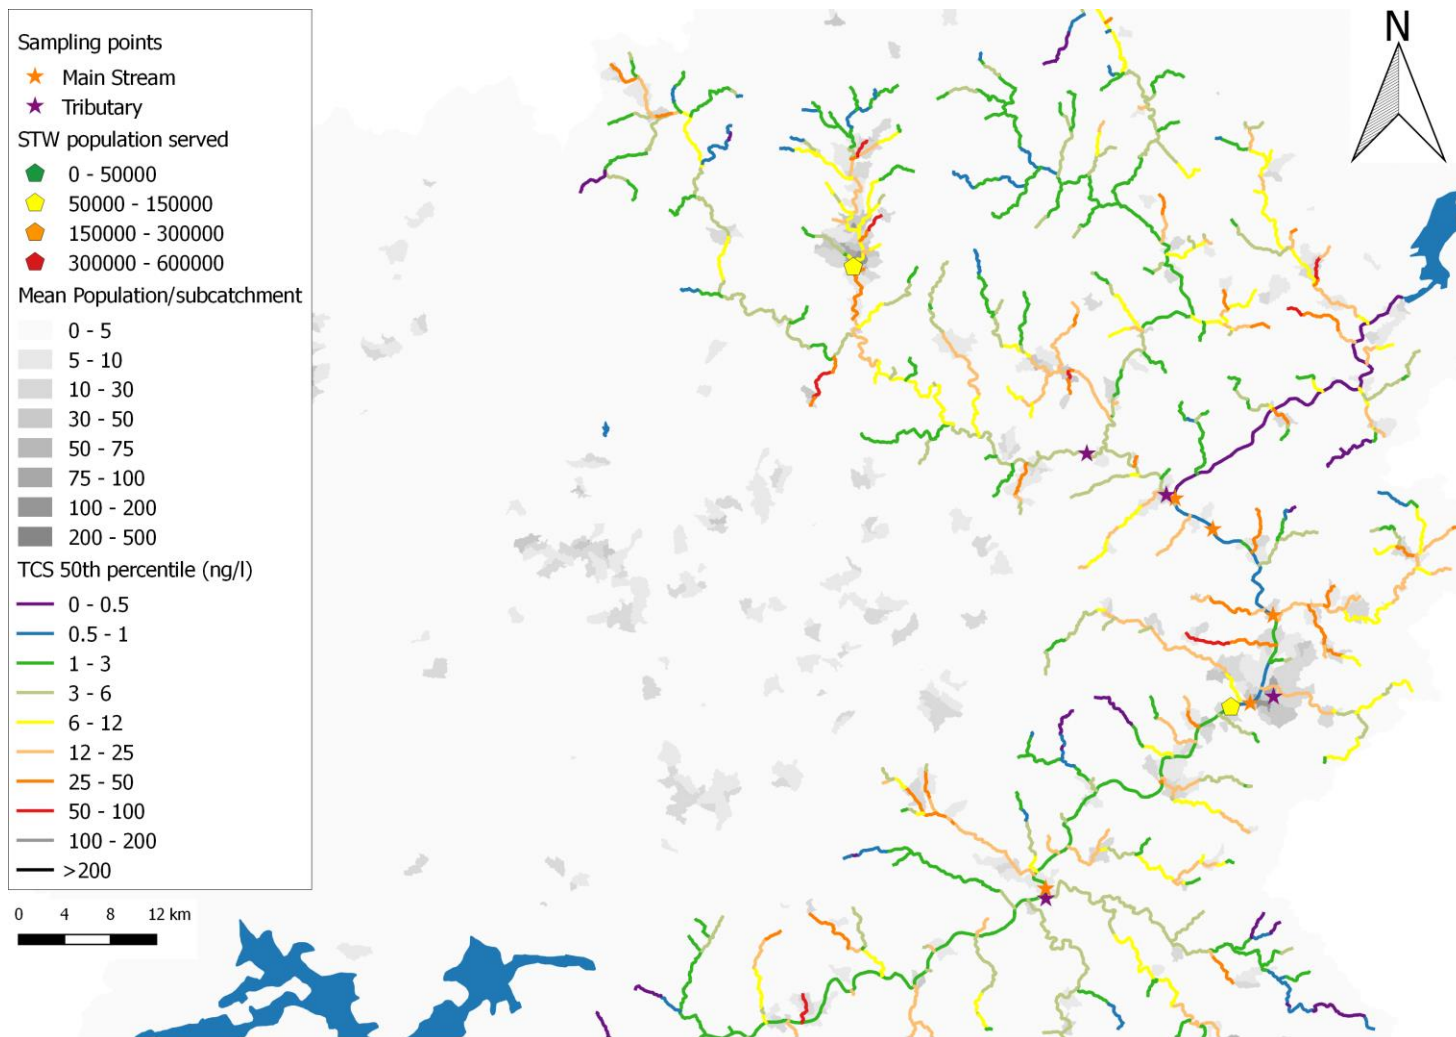 Sampling points
Main Stream
Tributary
STW population served
0 - 50000
50000 - 150000
150000 - 300000
300000 - 600000
Mean Population/subcatchment
0 - 5
5 - 10
10 - 30
30 - 50
50 - 75
75 - 100
100 - 200
200 - 500
TCS 50th percentile (ng/l)
0 - 0.5
0.5 - 1
1 - 3
3 - 6
6 - 12
12 - 25
25 - 50
50 - 100
100 - 200
>200
0 4 8 12 km
N